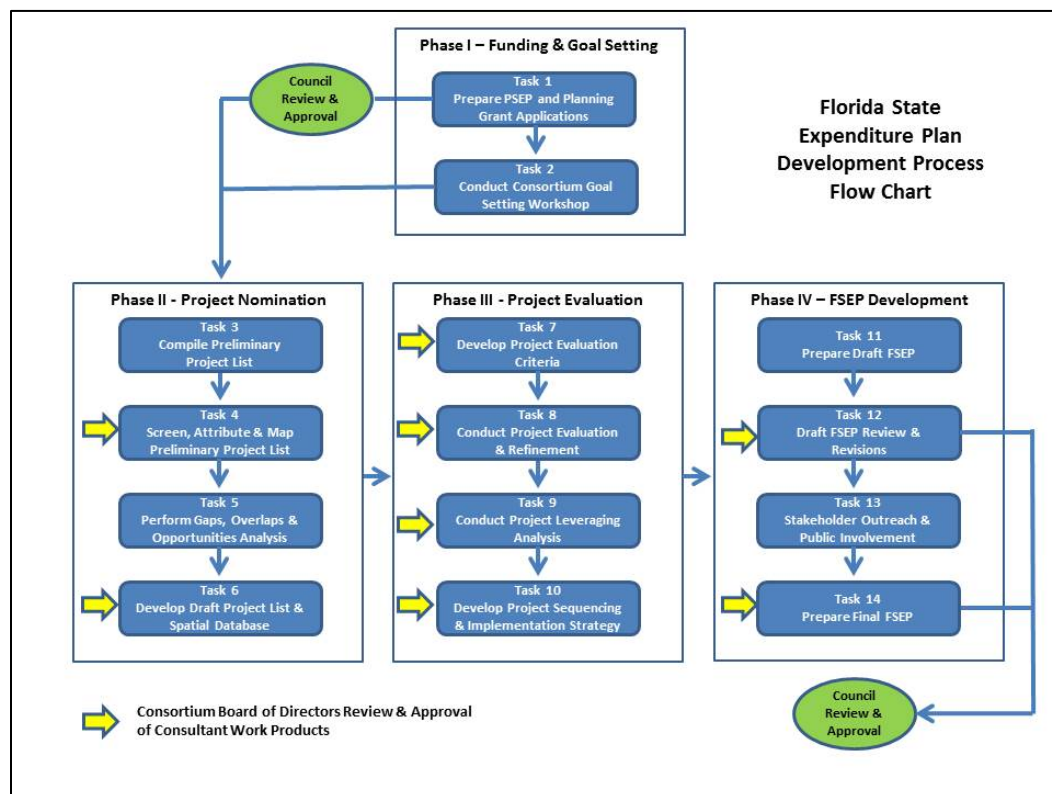 Phase I – Funding & Goal Setting
Council
Review &
Approval
Task 1
Prepare PSEP and Planning
Grant Applications
Task 2
Conduct Consortium Goal
Setting Workshop
Florida State
Expenditure Plan
Development Process
Flow Chart
Phase II - Project Nomination
Task 3
Compile Preliminary
Project List
Task 4
Screen, Attribute & Map
Preliminary Project List
Task 5
Perform Gaps, Overlaps &
Opportunities Analysis
Task 6
Develop Draft Project List &
Spatial Database
Phase III - Project Evaluation
Task 7
Develop Project Evaluation
Criteria
Task 8
Conduct Project Evaluation
& Refinement
Task 9
Conduct Project Leveraging
Analysis
Task 10
Develop Project Sequencing
& Implementation Strategy
Phase IV – FSEP Development
Task 11
Prepare Draft FSEP
Task 12
Draft FSEP Review &
Revisions
Task 13
Stakeholder Outreach &
Public Involvement
Task 14
Prepare Final FSEP
Consortium Board of Directors Review & Approval
of Consultant Work Products
Council
Review &
Approval